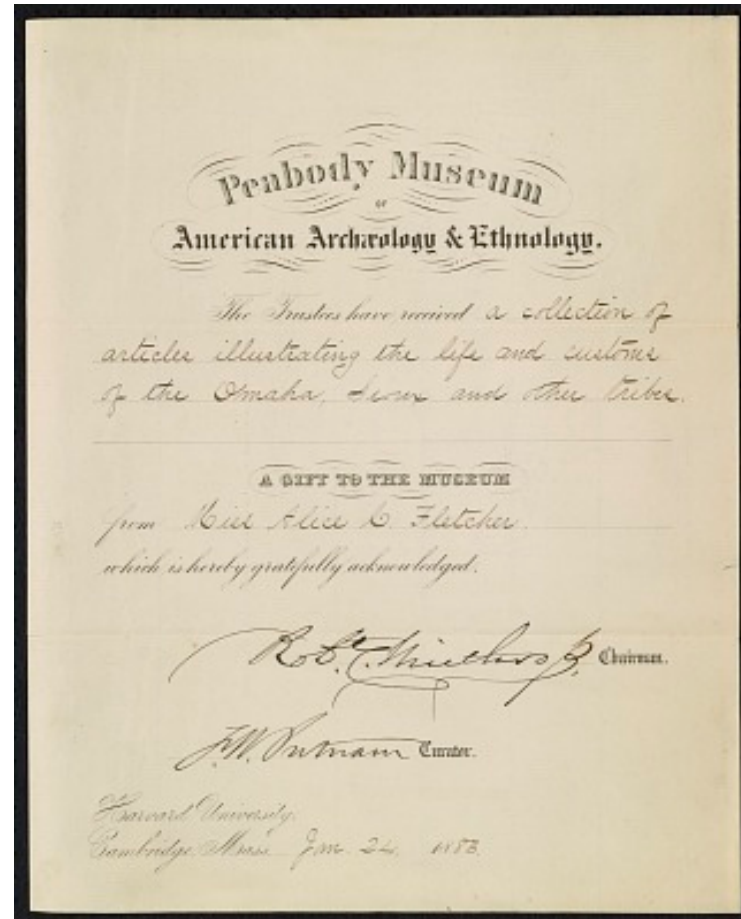 Peabody Museum
OF
American Archæology & Ethnology.
The Trustees have received a collection of
articles illustrating the life and customs
of the Omaha, Sioux and other tribes.
A GIFT TO THE MUSEUM
from Miss Alice C Fletcher
which is hereby gratefully acknowledged.
Robt. C. Winthrop Chairman.
F.W. Putnam Curator.
Harvard University,
Cambridge, Mass. Jan. 24. 1883.